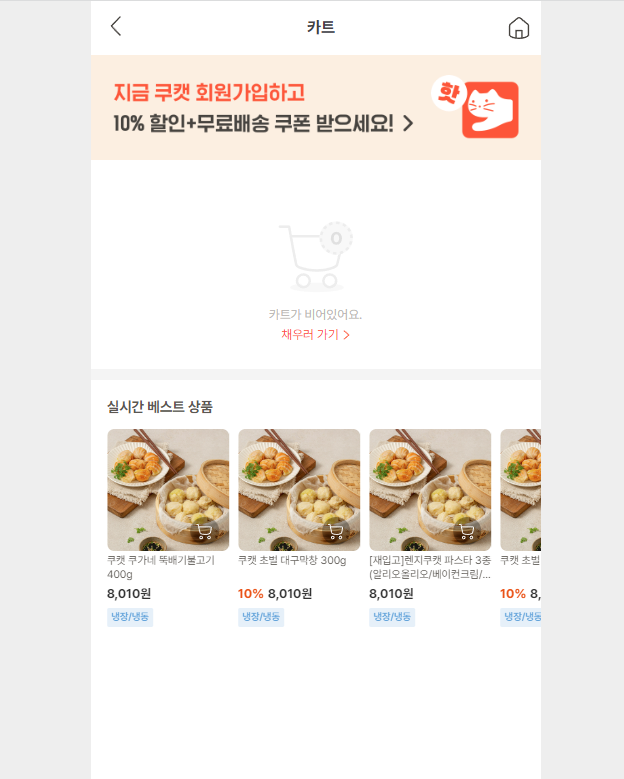 카트
지금 쿠캣 회원가입하고
10% 할인+무료배송 쿠폰 받으세요!
핫
0
카트가 비어있어요.
채우러 가기
실시간 베스트 상품
쿠캣 쿠가네 뚝배기불고기
400g
8,010원
냉장/냉동
쿠캣 초벌 대구막창 300g
10% 8,010원
냉장/냉동
[재입고]렌지쿠캣 파스타 3종
(알리오올리오/베이컨크림/...
8,010원
냉장/냉동
쿠캣 초벌
10% 8,
냉장/냉동